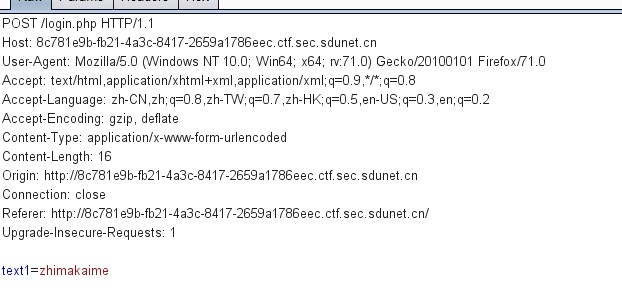 POST /login.php HTTP/1.1
Host: 8c781e9b-fb21-4a3c-8417-2659a1786eec.ctf.sec.sdunet.cn
User-Agent: Mozilla/5.0 (Windows NT 10.0; Win64; x64; rv:71.0) Gecko/20100101 Firefox/71.0
Accept: text/html,application/xhtml+xml,application/xml;q=0.9,*/*;q=0.8
Accept-Language: zh-CN,zh;q=0.8,zh-TW;q=0.7,zh-HK;q=0.5,en-US;q=0.3,en;q=0.2
Accept-Encoding: gzip, deflate
Content-Type: application/x-www-form-urlencoded
Content-Length: 16
Origin: http://8c781e9b-fb21-4a3c-8417-2659a1786eec.ctf.sec.sdunet.cn
Connection: close
Referer: http://8c781e9b-fb21-4a3c-8417-2659a1786eec.ctf.sec.sdunet.cn/
Upgrade-Insecure-Requests: 1
text1=zhimakaime